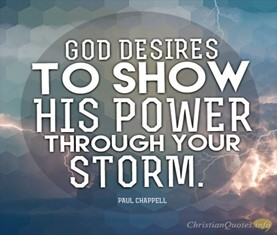 GOD DESIRES
TO SHOW
HIS POWER
THROUGH YOUR
STORM.
PAUL CHAPPELL
ChristianQuotes.info